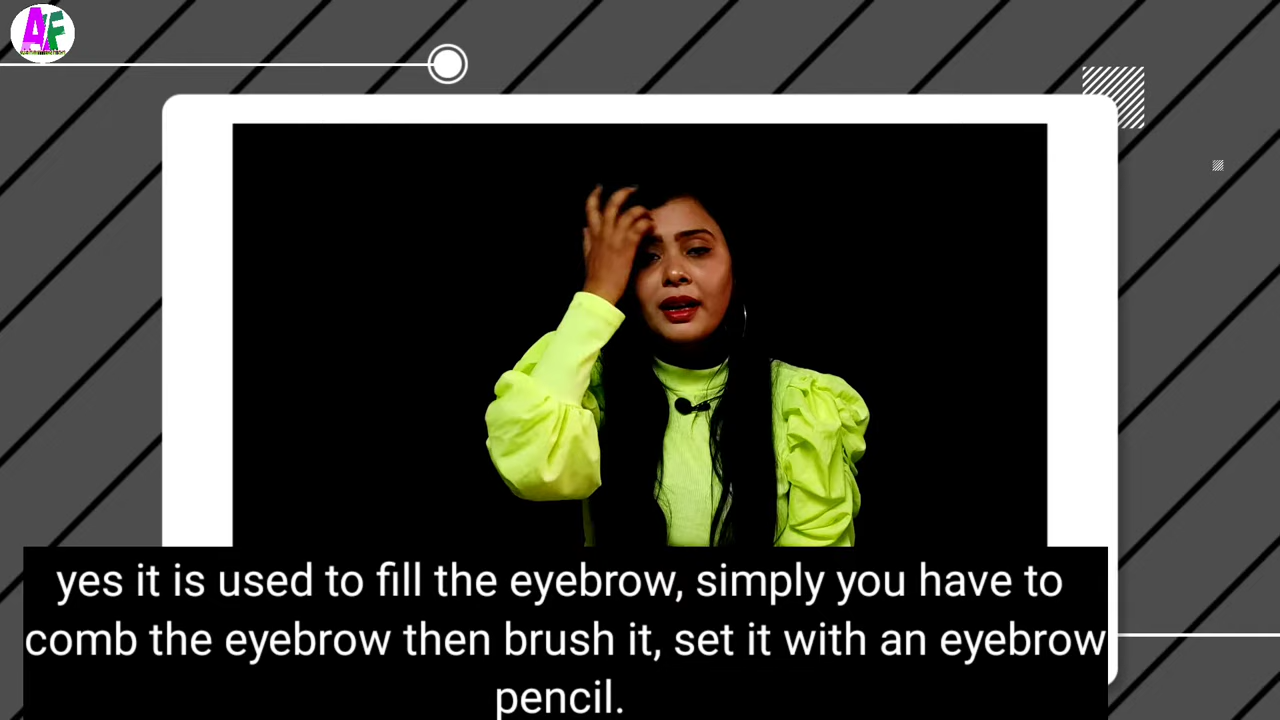 AF
yes it is used to fill the eyebrow, simply you have to
comb the eyebrow then brush it, set it with an eyebrow
pencil.